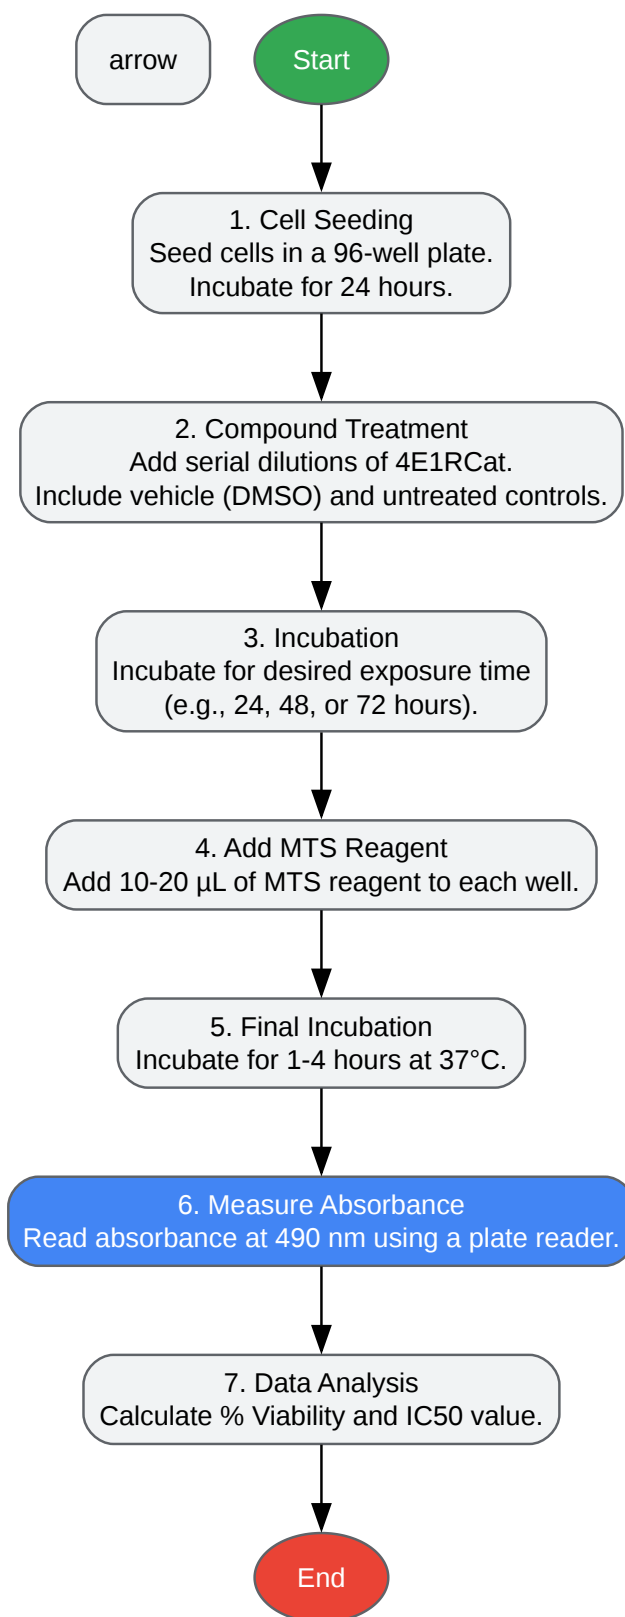 arrow
Start
1. Cell Seeding
Seed cells in a 96-well plate.
Incubate for 24 hours.
2. Compound Treatment
Add serial dilutions of 4E1RCat.
Include vehicle (DMSO) and untreated controls.
3. Incubation
Incubate for desired exposure time
(e.g., 24, 48, or 72 hours).
4. Add MTS Reagent
Add 10-20 µL of MTS reagent to each well.
5. Final Incubation
Incubate for 1-4 hours at 37°C.
6. Measure Absorbance
Read absorbance at 490 nm using a plate reader.
7. Data Analysis
Calculate % Viability and IC50 value.
End